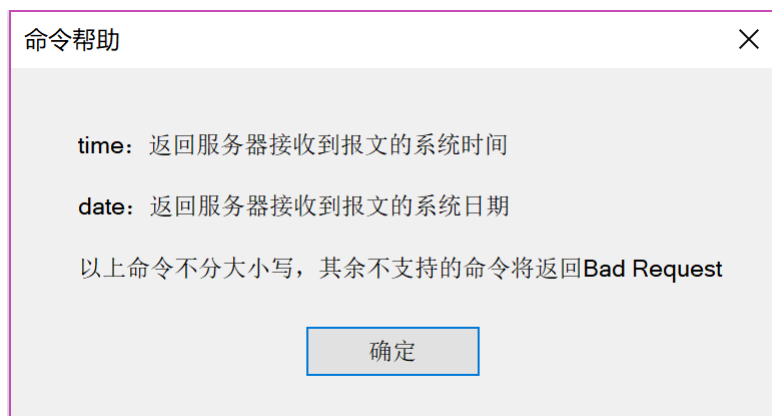 命令帮助
time：返回服务器接收到报文的系统时间
date：返回服务器接收到报文的系统日期
以上命令不分大小写，其余不支持的命令将返回Bad Request
确定